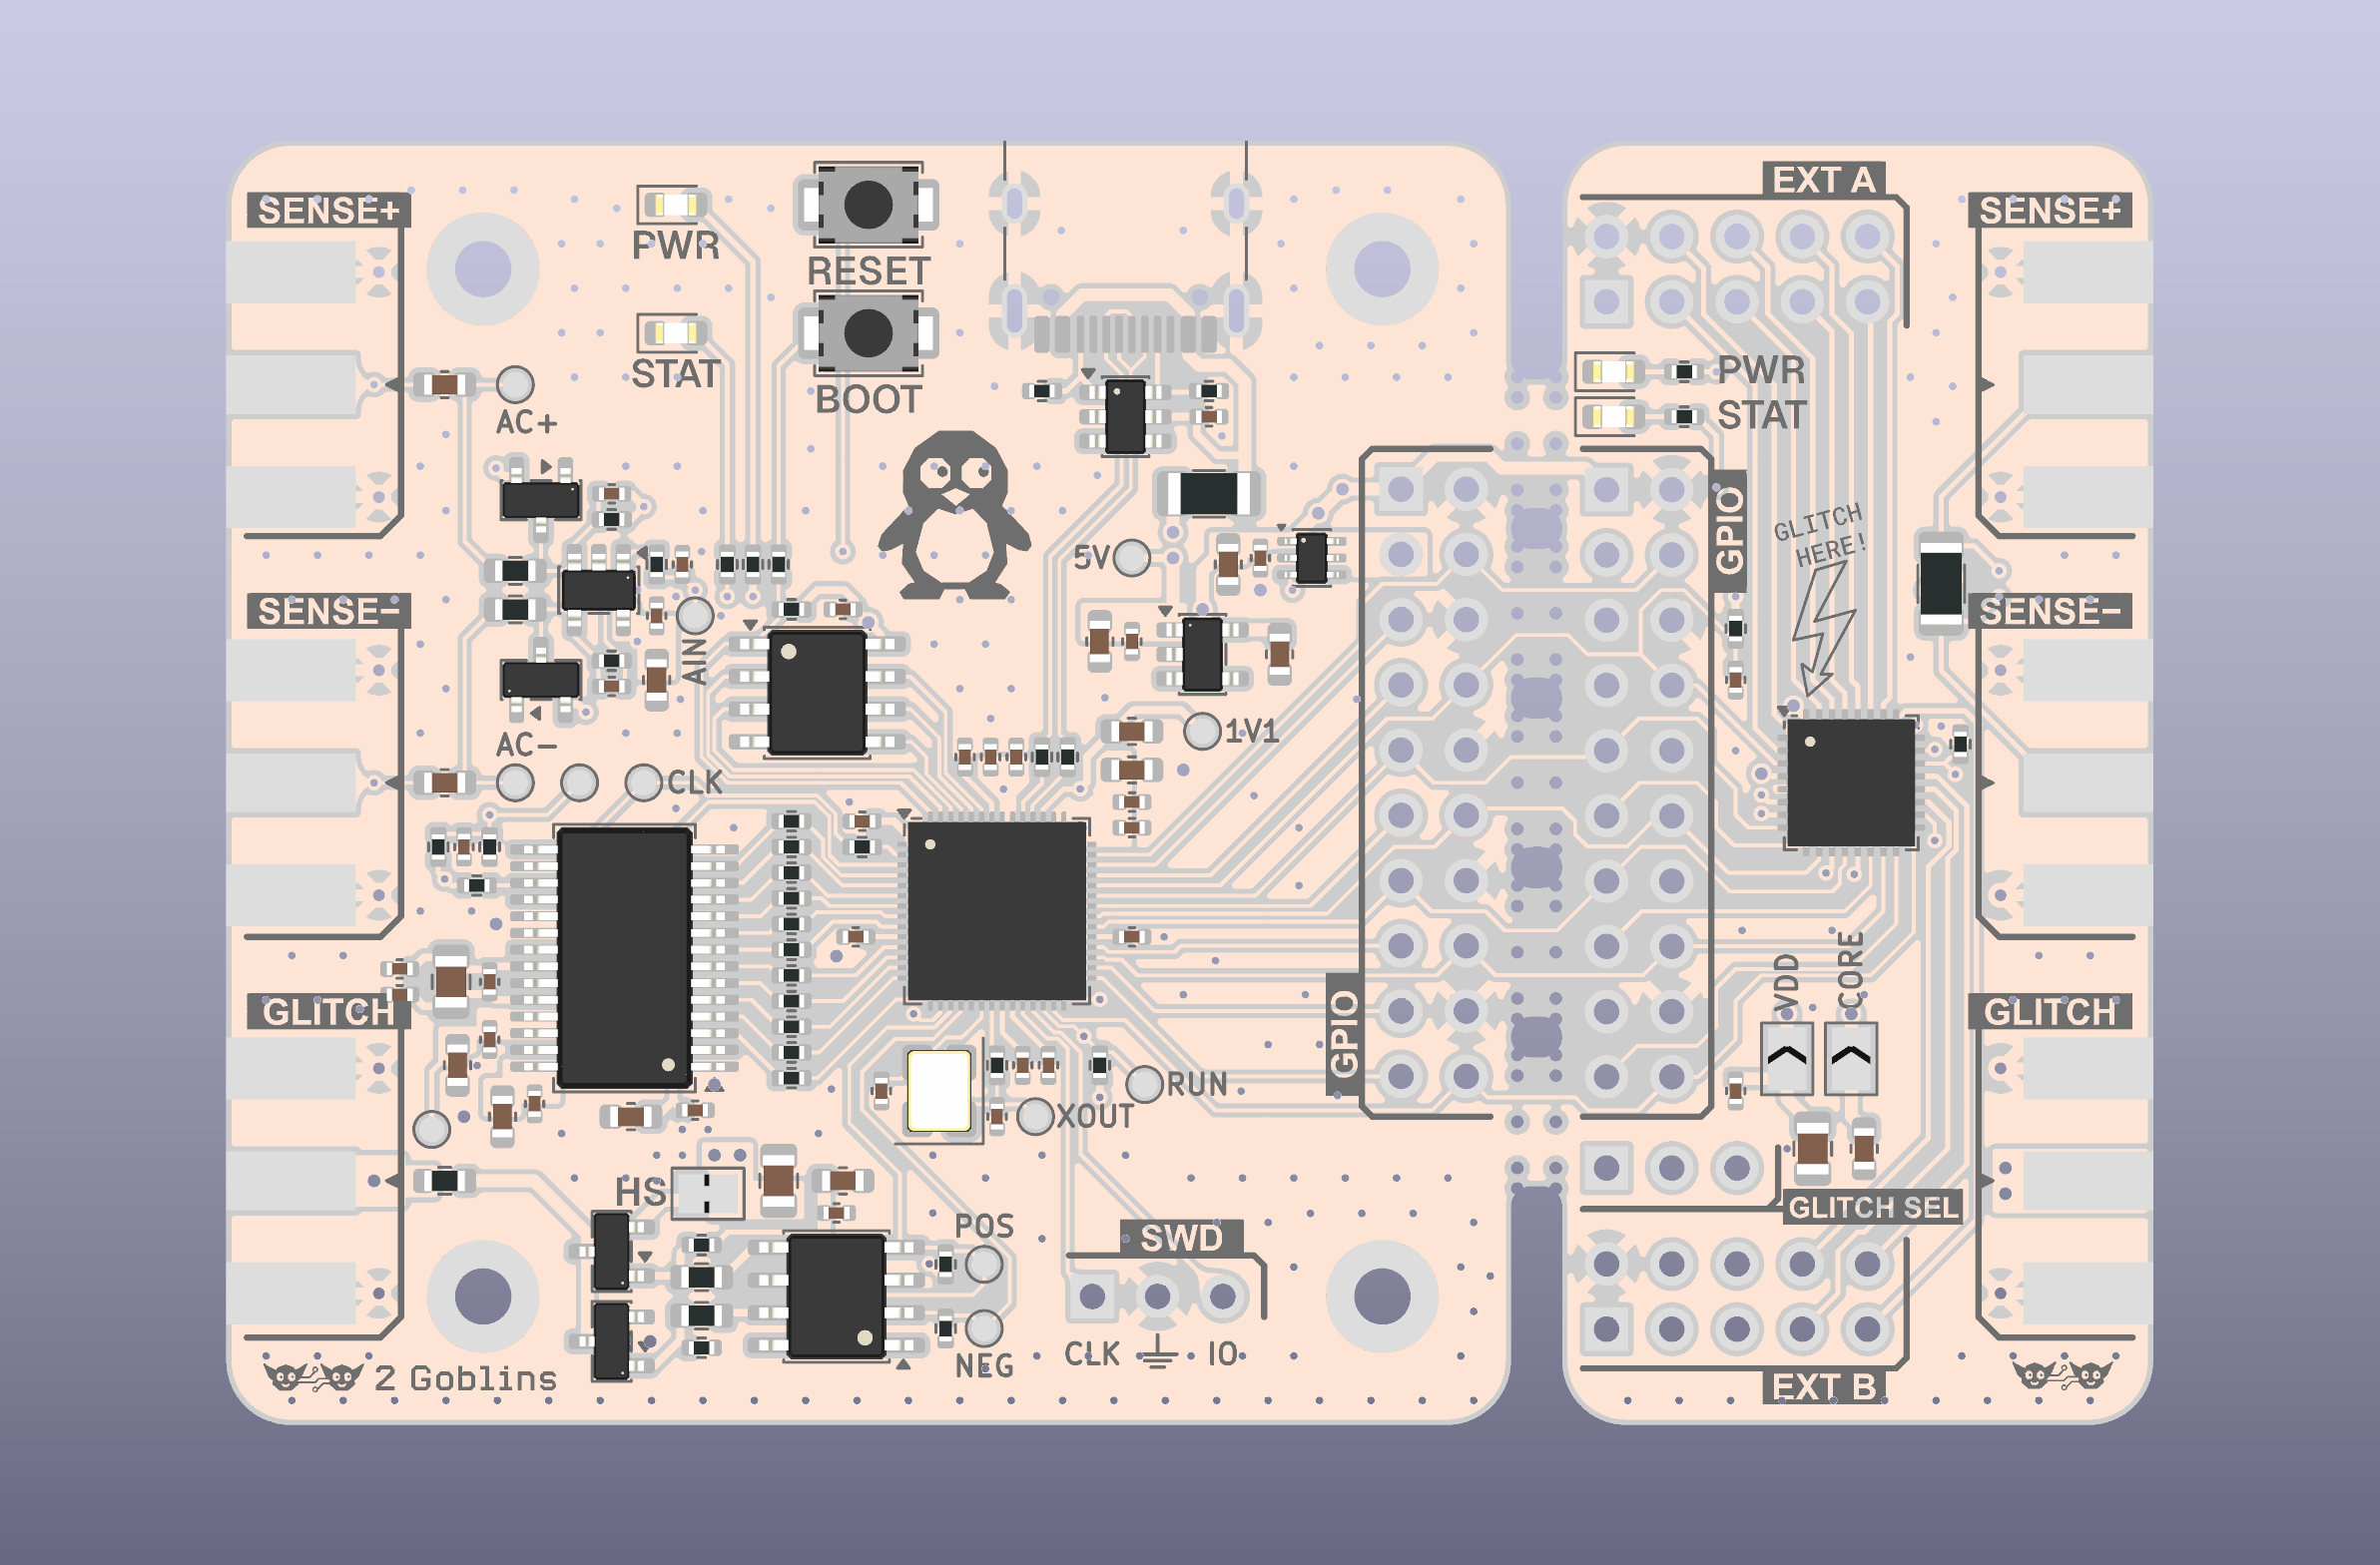 EXT A
SENSE+
SENSE+
PWR
RESET
STAT
BOOT
PWR
STAT
AC+
GPIO
GLITCH
HERE!
5V
SENSE−
SENSE−
AIN
AC−
1V1
CLK
VDD
CORE
GLITCH
GLITCH
GPIO
RUN
XOUT
HS
GLITCH SEL
POS
SWD
NEG
CLK
IO
2 Goblins
EXT B